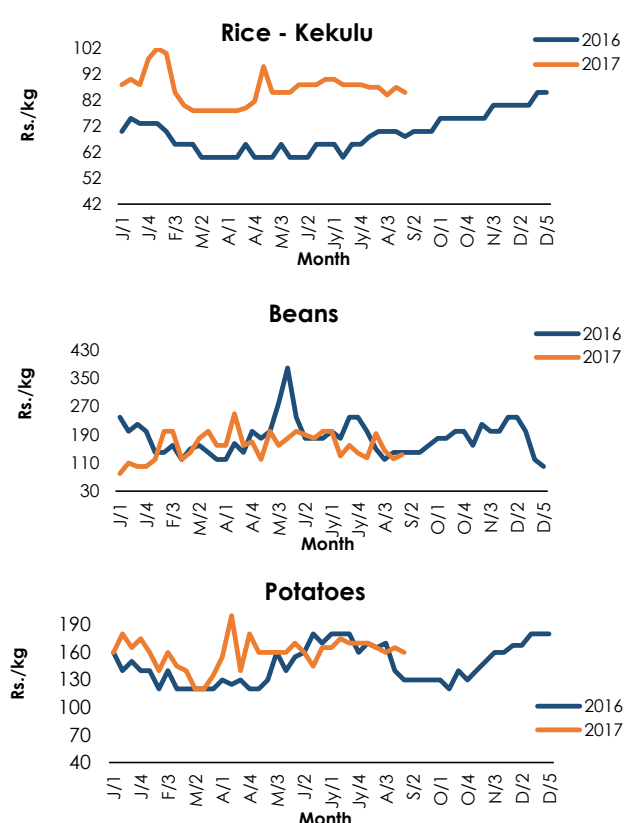 Rice - Kekulu
2016
2017
Rs./kg
102
92
82
72
62
52
42
J/1 J/4 F/3 M/2 A/1 A/4 M/3 J/2 Jy/1 Jy/4 A/3 S/2 O/1 O/4 N/3 D/2 D/5
Month
Beans
2016
2017
Rs./kg
430
350
270
190
110
30
J/1 J/4 F/3 M/2 A/1 A/4 M/3 J/2 Jy/1 Jy/4 A/3 S/2 O/1 O/4 N/3 D/2 D/5
Month
Potatoes
Rs./kg
190
160
130
100
70
40
2016
2017
J/1 J/4 F/3 M/2 A/1 A/4 M/3 J/2 Jy/1 Jy/4 A/3 S/2 O/1 O/4 N/3 D/2 D/5
Month